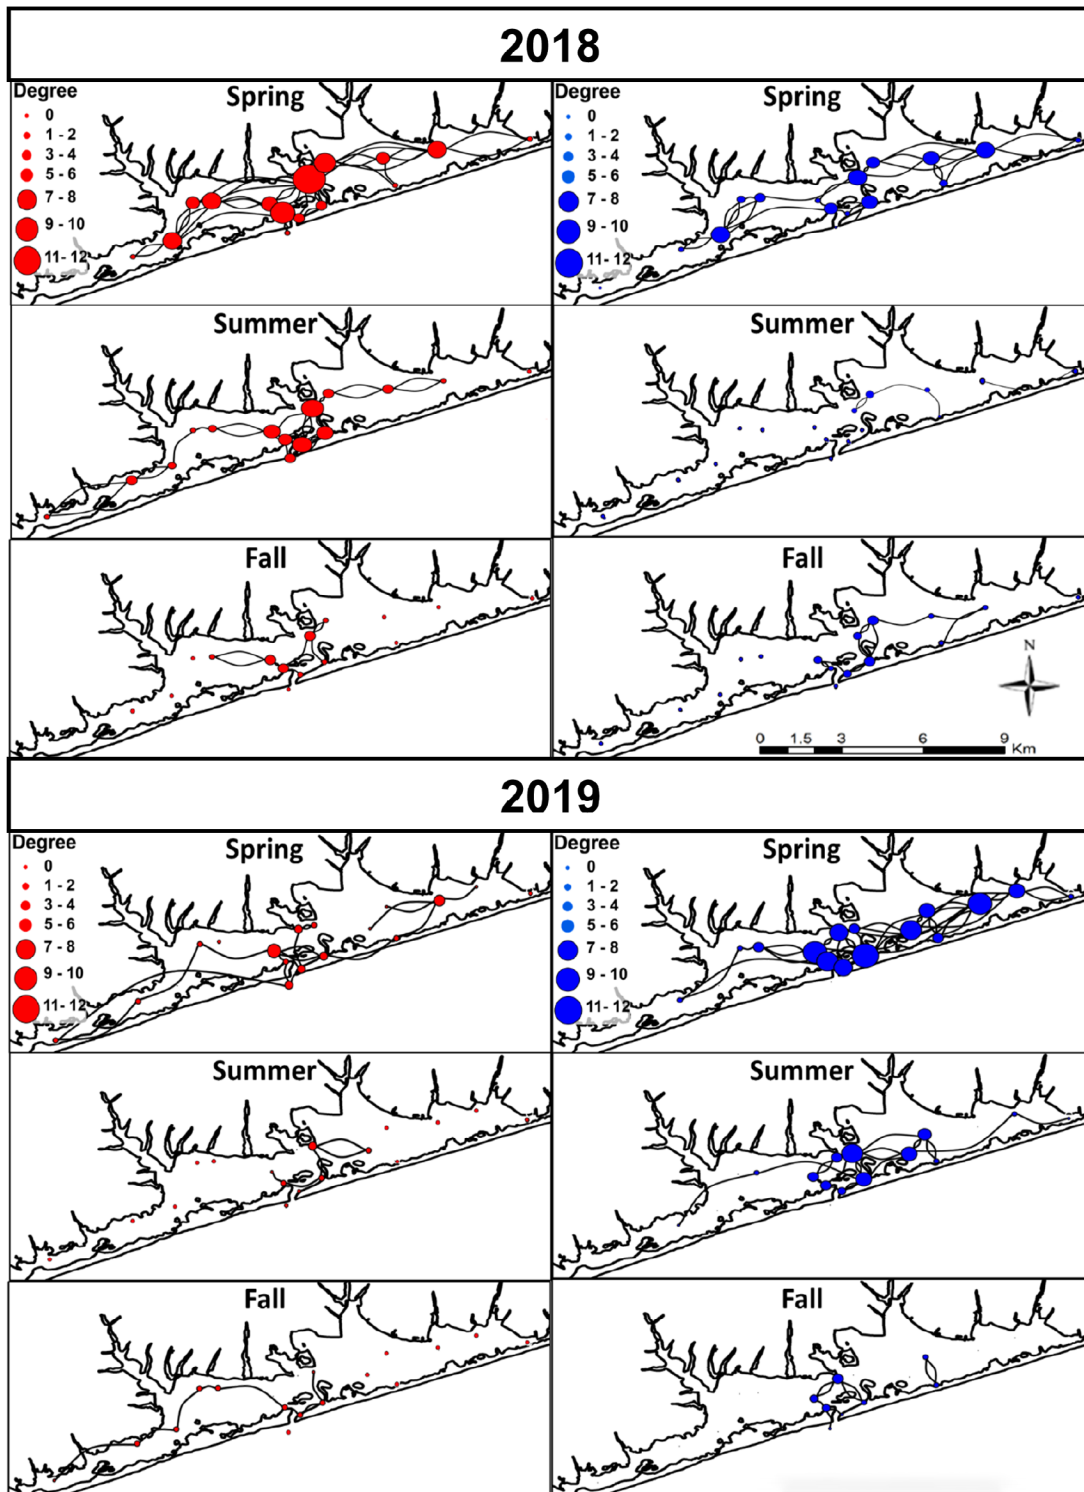 2018
Degree
Spring
0
1 - 2
3 - 4
5 - 6
7 - 8
9 - 10
11 - 12
Degree
Spring
0
1 - 2
3 - 4
5 - 6
7 - 8
9 - 10
11 - 12
Summer
Summer
Fall
Fall
N
0 1.5 3 6 9
Km
2019
Degree
Spring
0
1 - 2
3 - 4
5 - 6
7 - 8
9 - 10
11 - 12
Degree
Spring
0
1 - 2
3 - 4
5 - 6
7 - 8
9 - 10
11 - 12
Summer
Summer
Fall
Fall